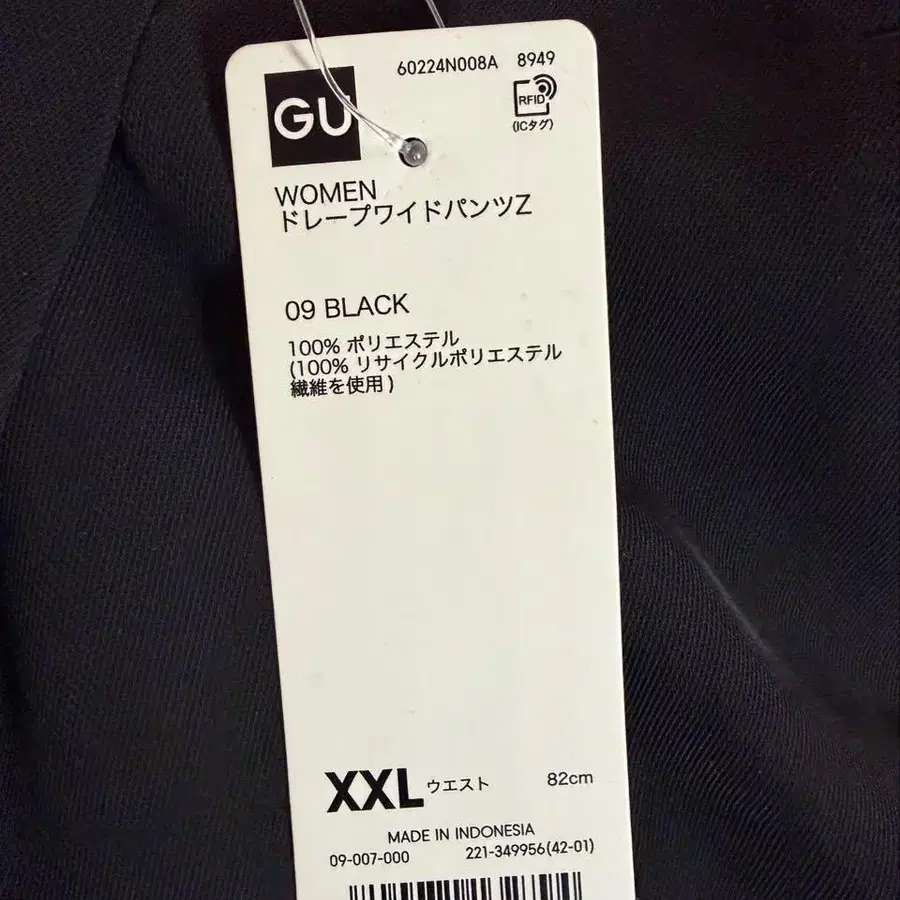 60224N008A 8949
GU
RFID
(ICタグ)
WOMEN
ドレープワイドパンツZ
09 BLACK
100% ポリエステル
(100% リサイクルポリエステル
繊維を使用)
XXL ウエスト 82cm
MADE IN INDONESIA
09-007-000 221-349956(42-01)